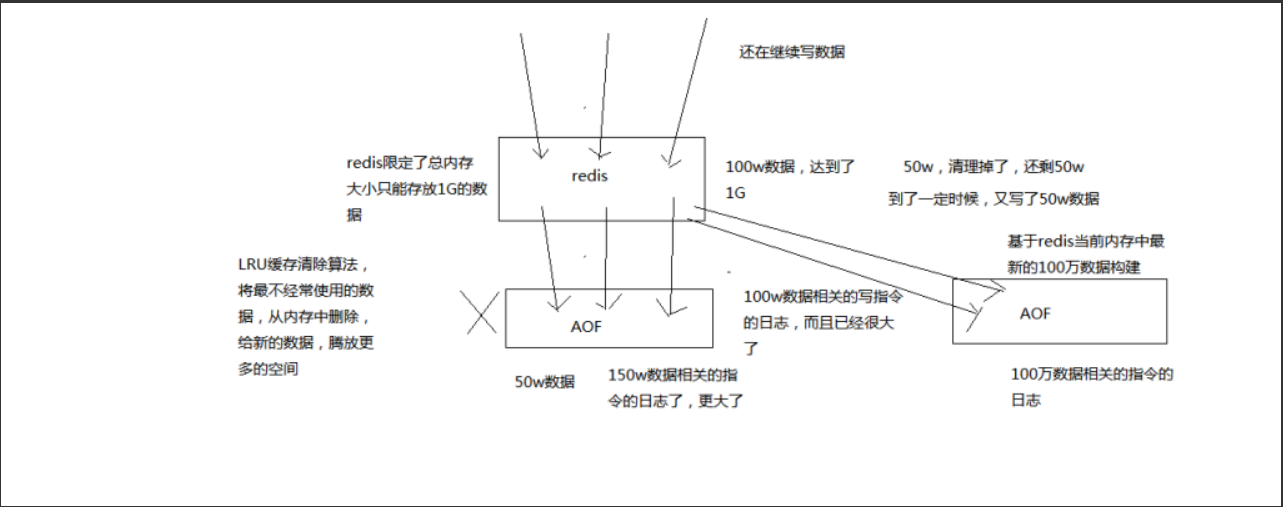 还在继续写数据
redis限定了总内存
大小只能存放1G的数
据
redis
100w数据，达到了
1G
50w，清理掉了，还剩50w
到了一定时候，又写了50w数据
基于redis当前内存中最
新的100万数据构建
LRU缓存清除算法，
将最不经常使用的数
据，从内存中删除，
给新的数据，腾放更
多的空间
AOF
100w数据相关的写指令
的日志，而且已经很大
了
AOF
50w数据
150w数据相关的指
令的日志了，更大了
100万数据相关的指令的
日志